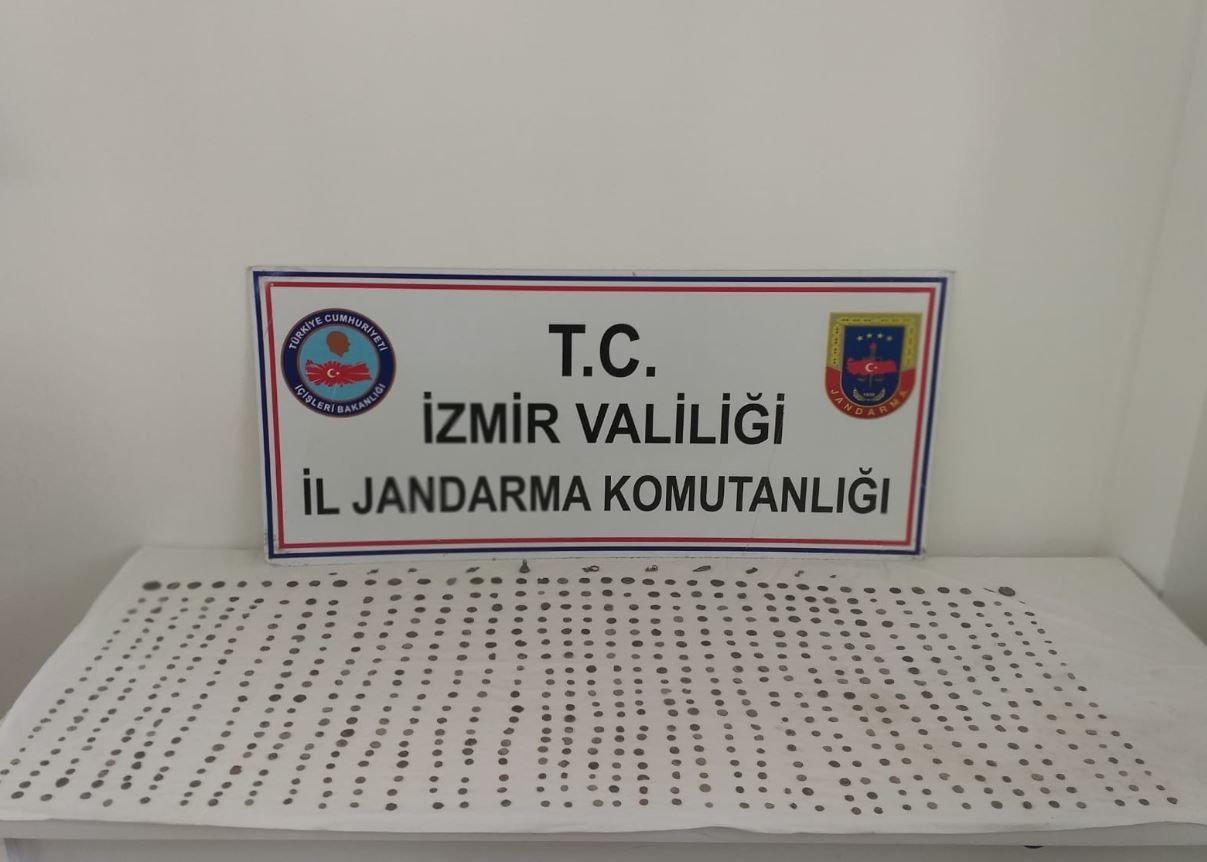 TÜRKİYE CUMHURİYETİ
İÇİŞLERİ BAKANLIĞI
T.C.
İZMİR VALİLİĞİ
İL JANDARMA KOMUTANLIĞI
JANDARMA